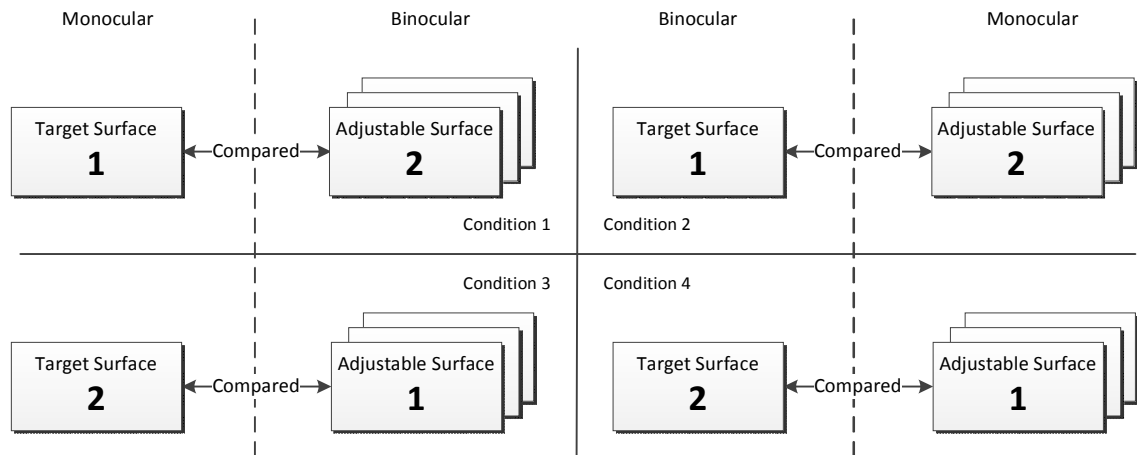 Monocular
Binocular
Binocular
Monocular
Target Surface
1
Compared
Adjustable Surface
2
Condition 1
Target Surface
1
Compared
Adjustable Surface
2
Condition 2
Condition 3
Target Surface
2
Compared
Adjustable Surface
1
Condition 4
Target Surface
2
Compared
Adjustable Surface
1